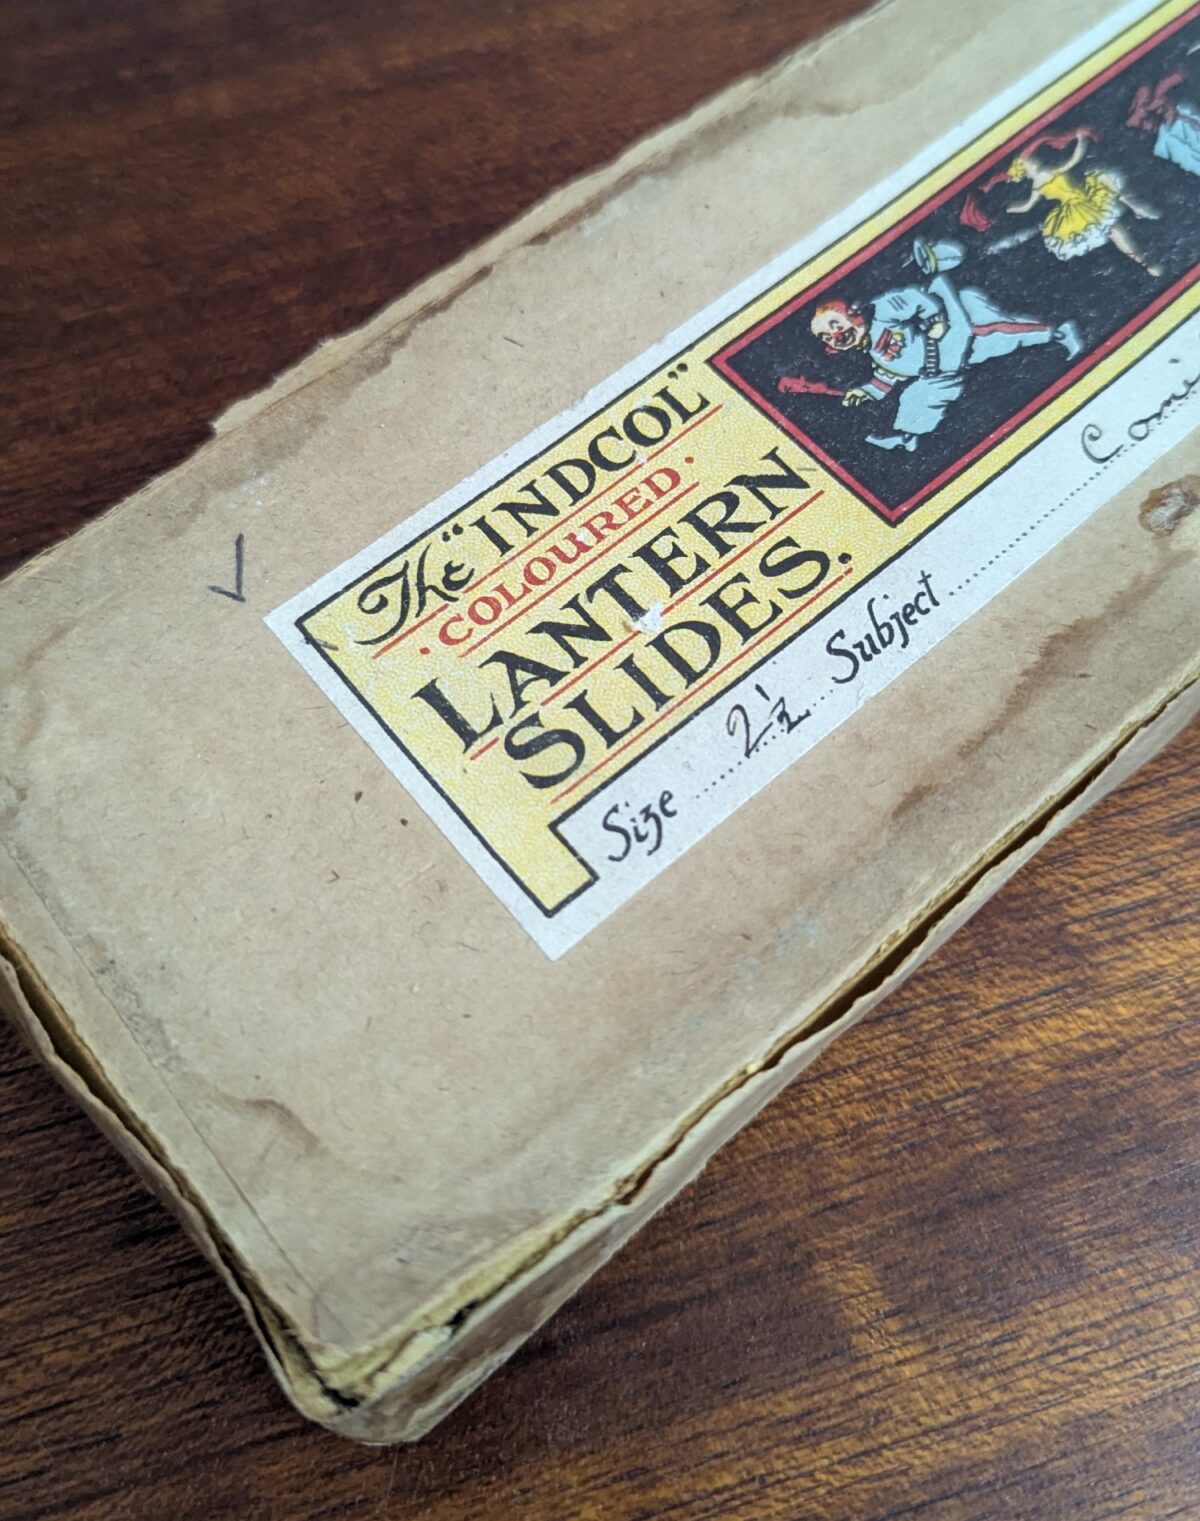 The "INDCOL"
· COLOURED ·
LANTERN
SLIDES.
Size 2½ Subject